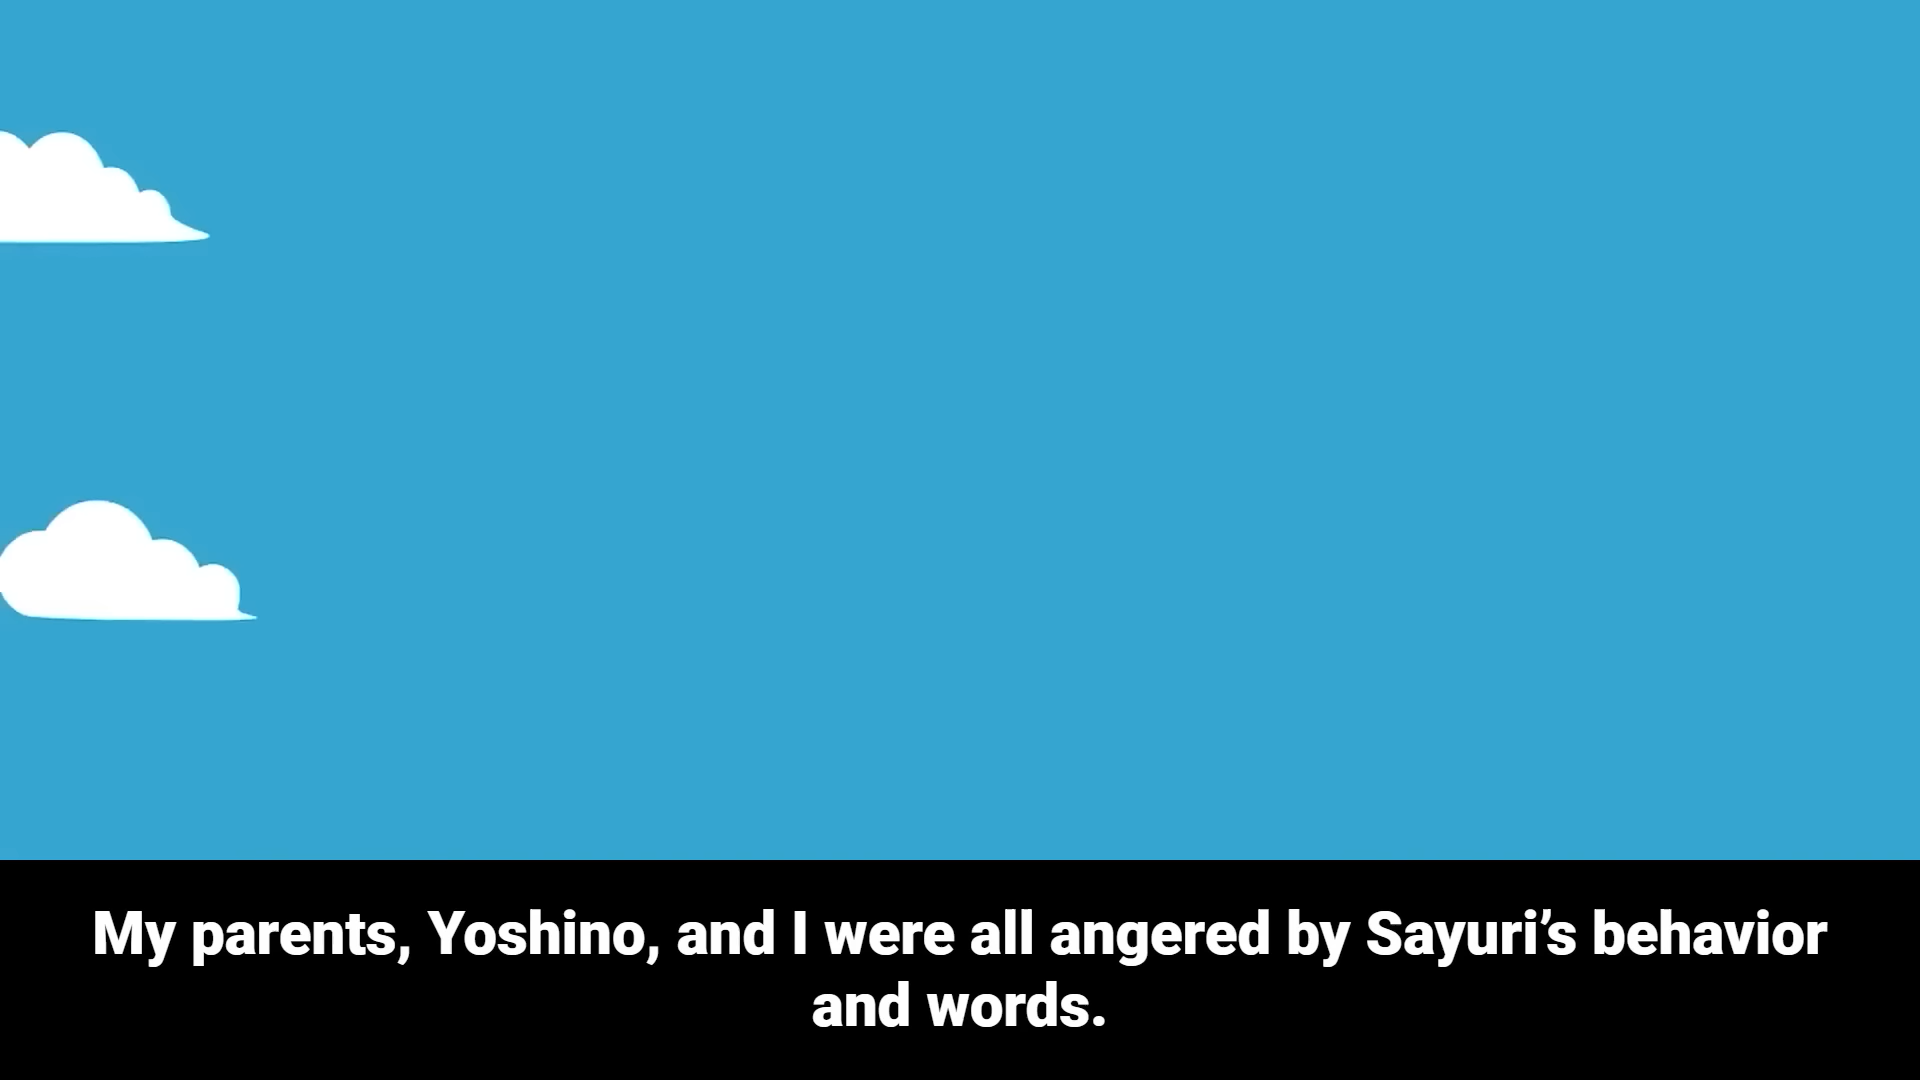 My parents, Yoshino, and I were all angered by Sayuri’s behavior
and words.